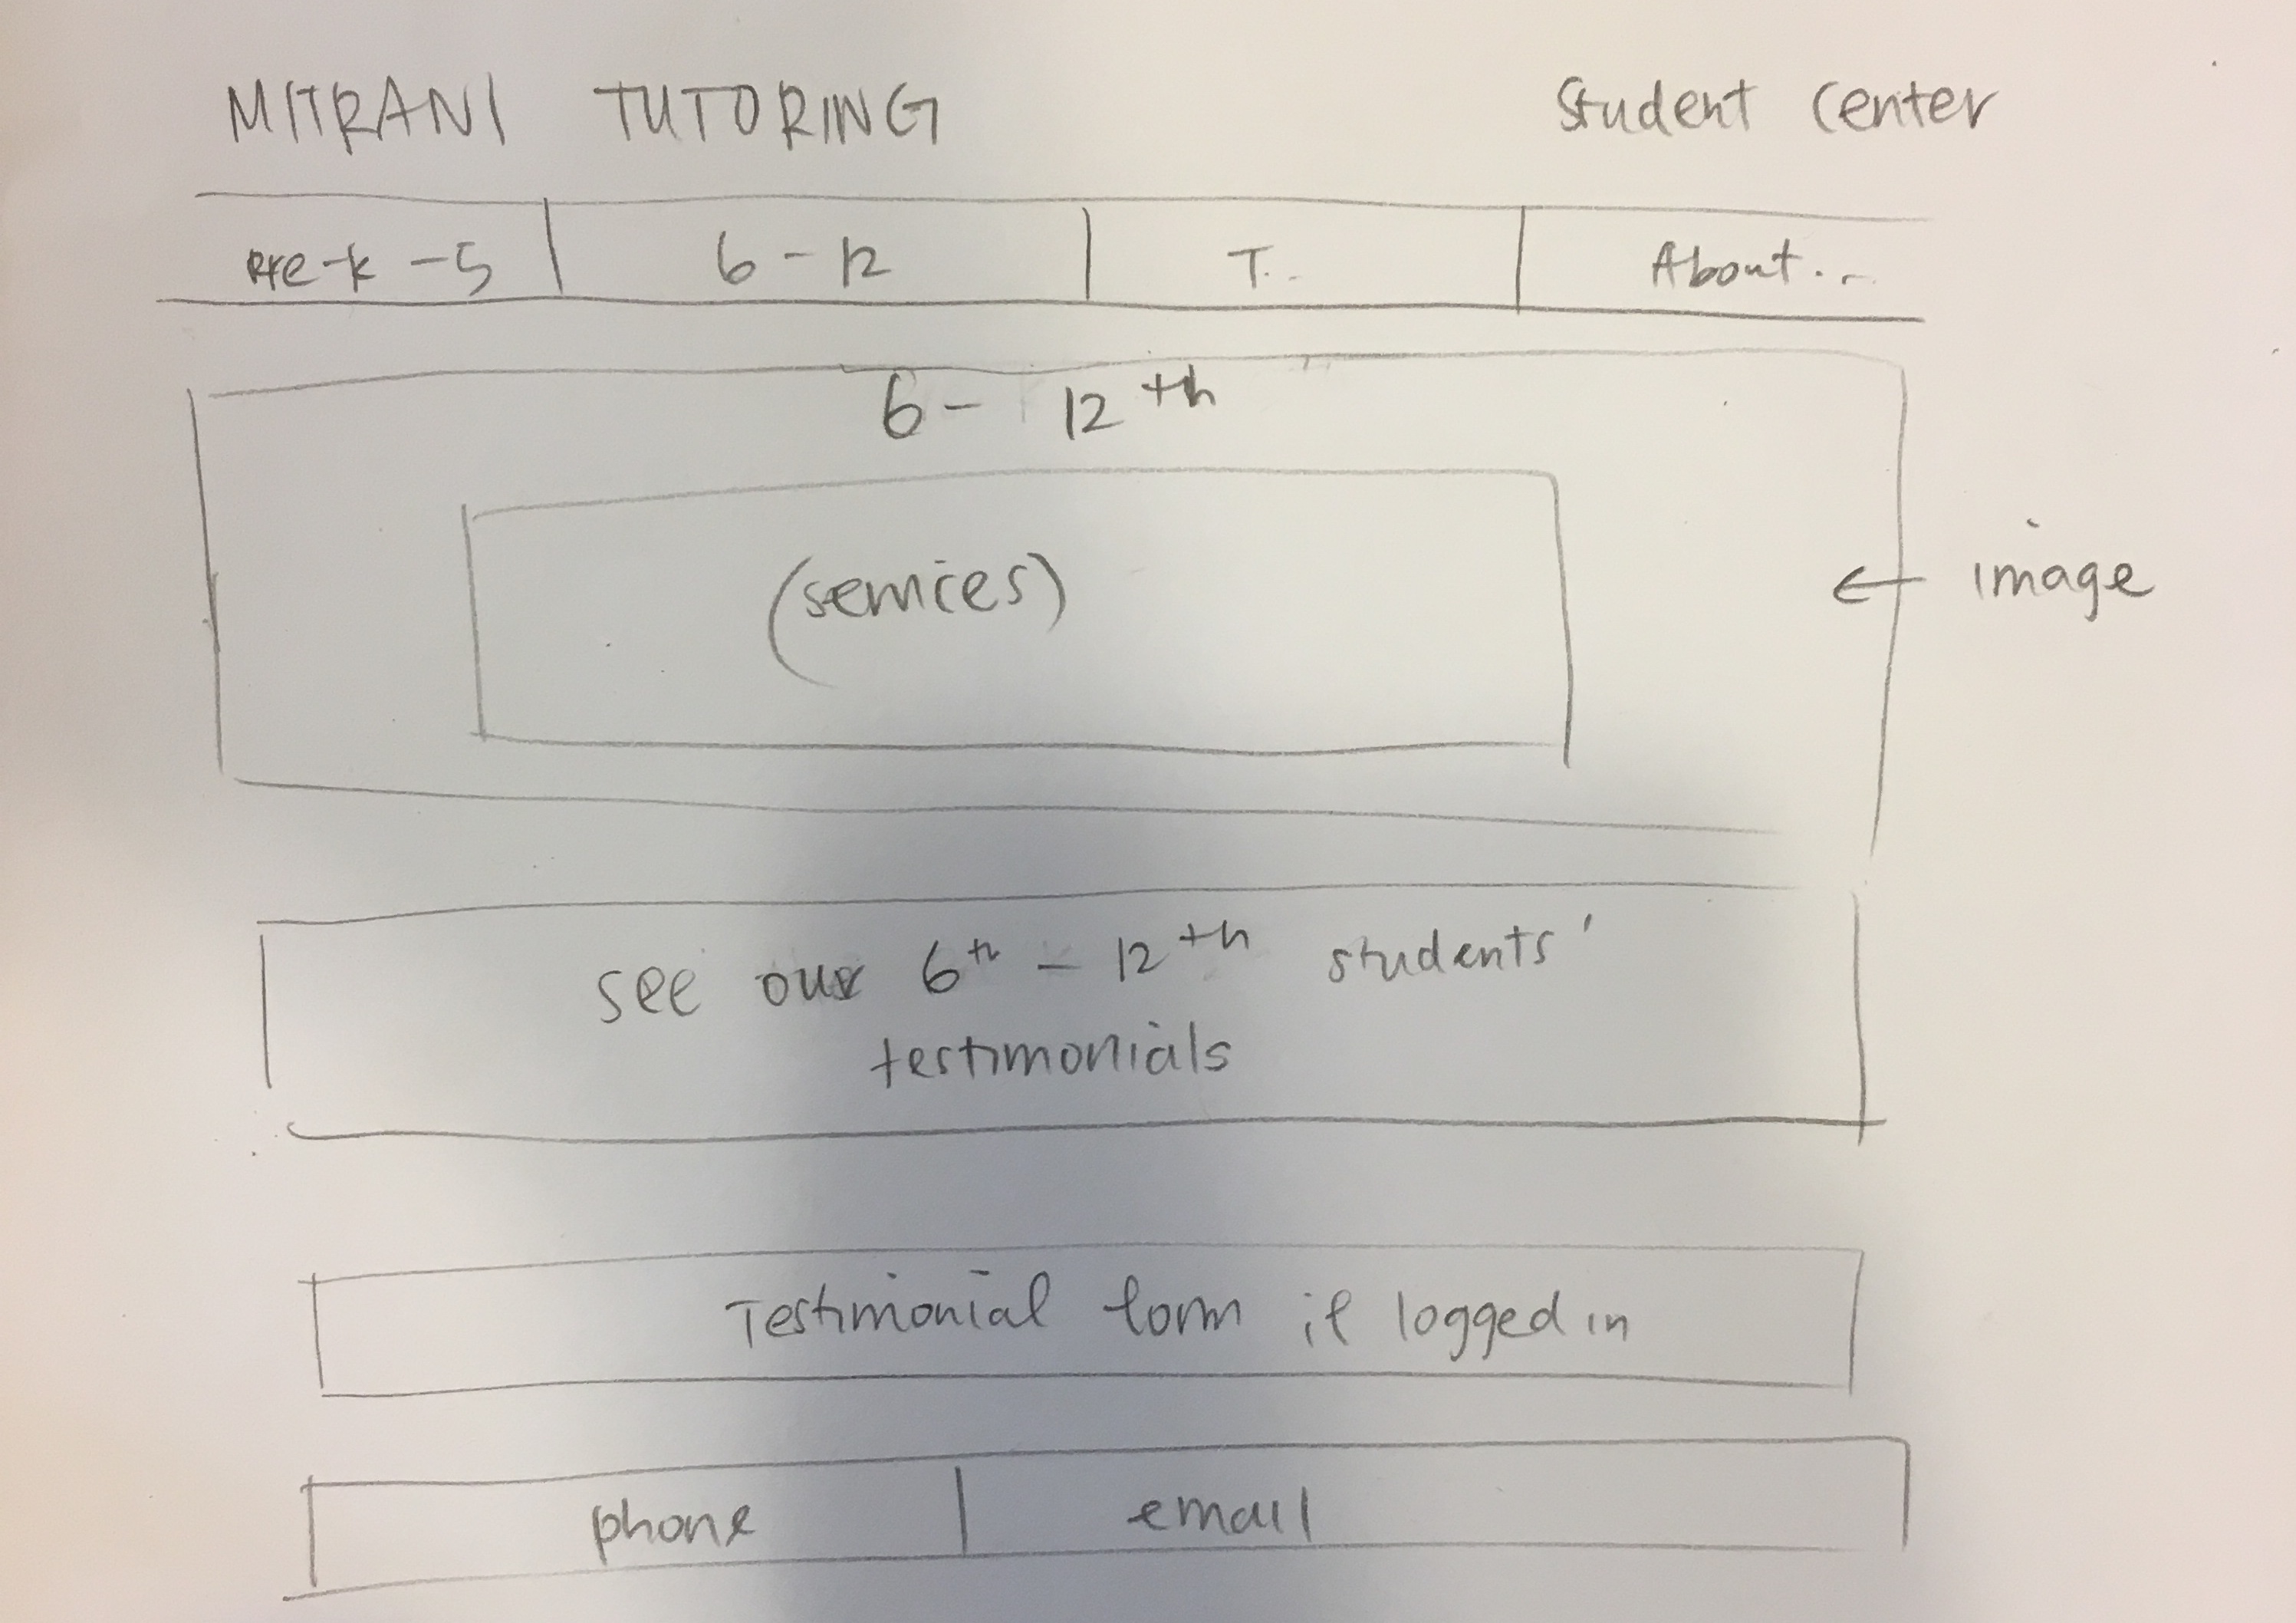 MITRANI TUTORING Student Center
Pre-k-5 6-12 T.. About...
6- 12th
(services)
image
see our 6th - 12th students'
testimonials
Testimonial form if logged in
phone email